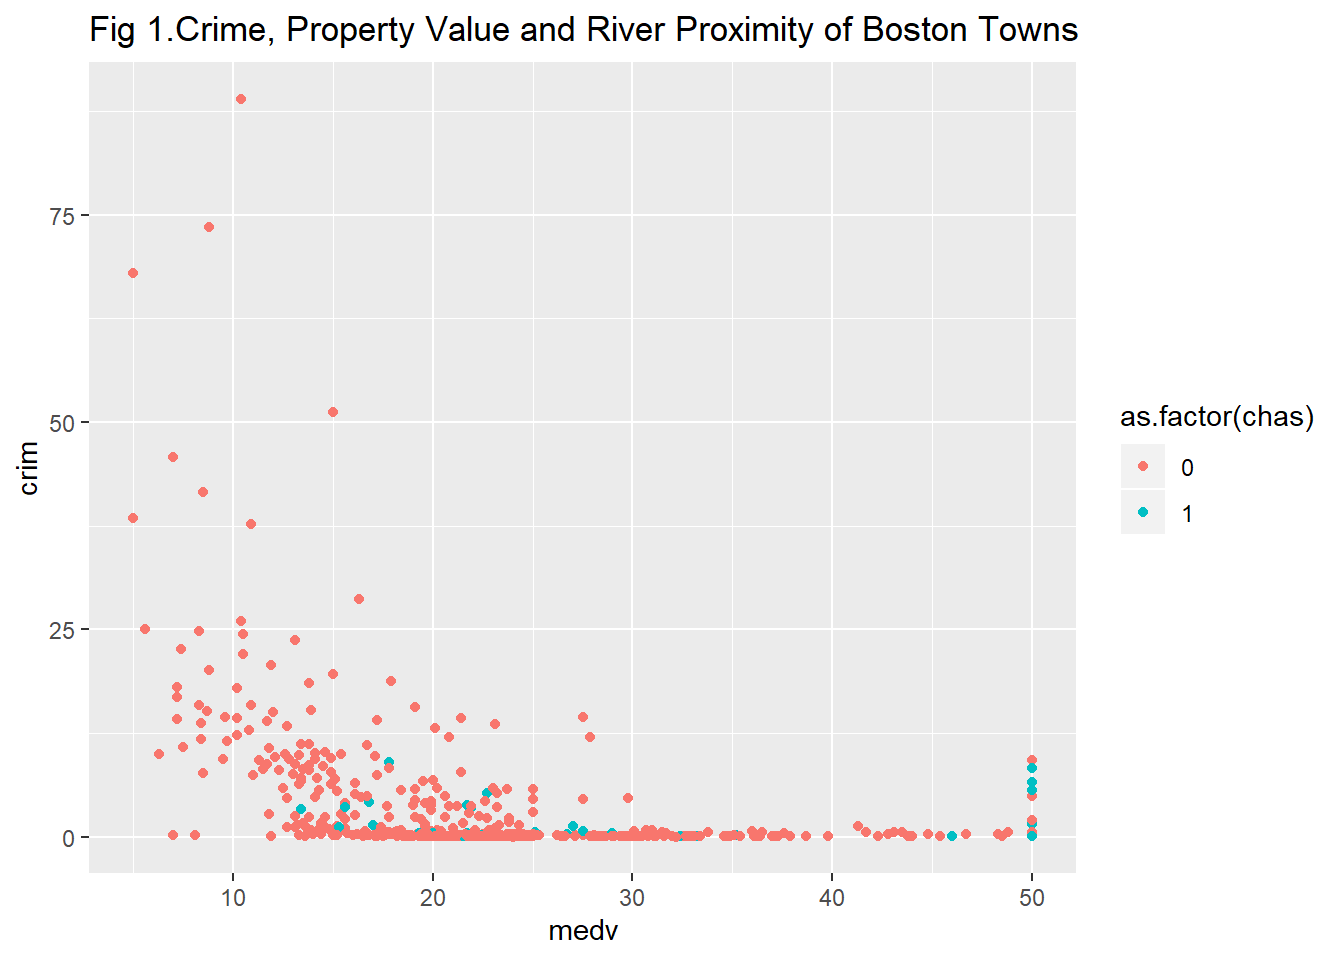 Fig 1.Crime, Property Value and River Proximity of Boston Towns
75
50
25
0
crim
10 20 30 40 50
medv
as.factor(chas)
0
1